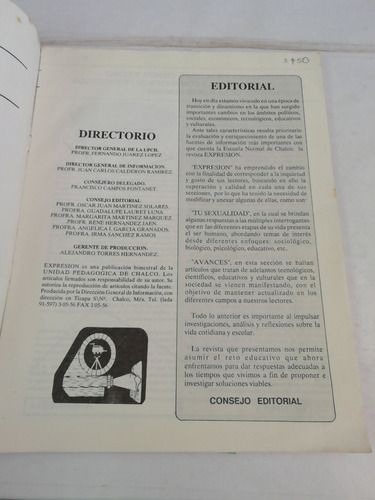 $ 950
DIRECTORIO
DIRECTOR GENERAL DE LA UPCH.
PROFR. FERNANDO JUAREZ LOPEZ
DIRECTOR GENERAL DE INFORMACION.
PROFR. JUAN CARLOS CALDERON RAMIREZ
CONSEJERO DELEGADO.
FRANCISCO CAMPOS FONTANET.
CONSEJO EDITORIAL
PROFR. OSCAR JUAN MARTINEZ SOLARES.
PROFRA. GUADALUPE LAURET LUNA
PROFRA. MARGARITA MARTINEZ MARQUEZ
PROFR. RENE HERNANDEZ JAEN
PROFRA. ANGELICA I. GARCIA GRANADOS.
PROFRA. IRMA SANCHEZ RAMOS
GERENTE DE PRODUCCION.
ALEJANDRO TORRES HERNANDEZ.
EXPRESION es una publicación bimestral de la
UNIDAD PEDAGOGICA DE CHALCO. Los
artículos firmados son responsabilidad de su autor. Se
autoriza la reproducción de artículos citando la fuente.
Producida por la Dirección General de Información, con
dirección en Tizapa S\Nº. Chalco, Méx. Tel. (lada
91-597) 3-05-56 FAX 3-05-56
EDITORIAL
Hoy en día estamos viviendo en una época de
transición y dinamismo en la que han surgido
importantes cambios en los ámbitos políticos,
sociales, económicos, tecnológicos, educativos
y culturales.
Ante tales características resulta prioritario
la evaluación y enriquecimiento de una de las
fuentes de información más importantes con
que cuenta la Escuela Normal de Chalco: la
revista EXPRESION.
"EXPRESION" ha emprendido el cambio
con la finalidad de corresponder a la inquietud
y gusto de sus lectores, buscando en ello la
superación y calidad en cada una de sus
secciones, por lo que ha tenido la necesidad de
modificar y anexar algunas de ellas, como son:
"TU SEXUALIDAD", en la cual se brindan
algunas respuestas a las múltiples interrogantes
que en las diferentes etapas de su vida presenta
el ser humano, abordando temas de interés
desde diferentes enfoques: sociológico,
biológico, psicológico, educativo, etc.
"AVANCES", en esta sección se hallan
artículos que tratan de adelantos tecnológicos,
científicos, educativos y culturales que en la
sociedad se vienen manifestando, con el
objetivo de mantener actualizado en los
diferentes campos a nuestros lectores.
Todo lo anterior es importante al impulsar
investigaciones, análisis y reflexiones sobre la
vida cotidiana y escolar.
La revista que presentamos nos permite
asumir el reto educativo que ahora
enfrentamos para dar respuestas adecuadas a
los tiempos que vivimos a fin de proponer e
investigar soluciones viables.
CONSEJO EDITORIAL